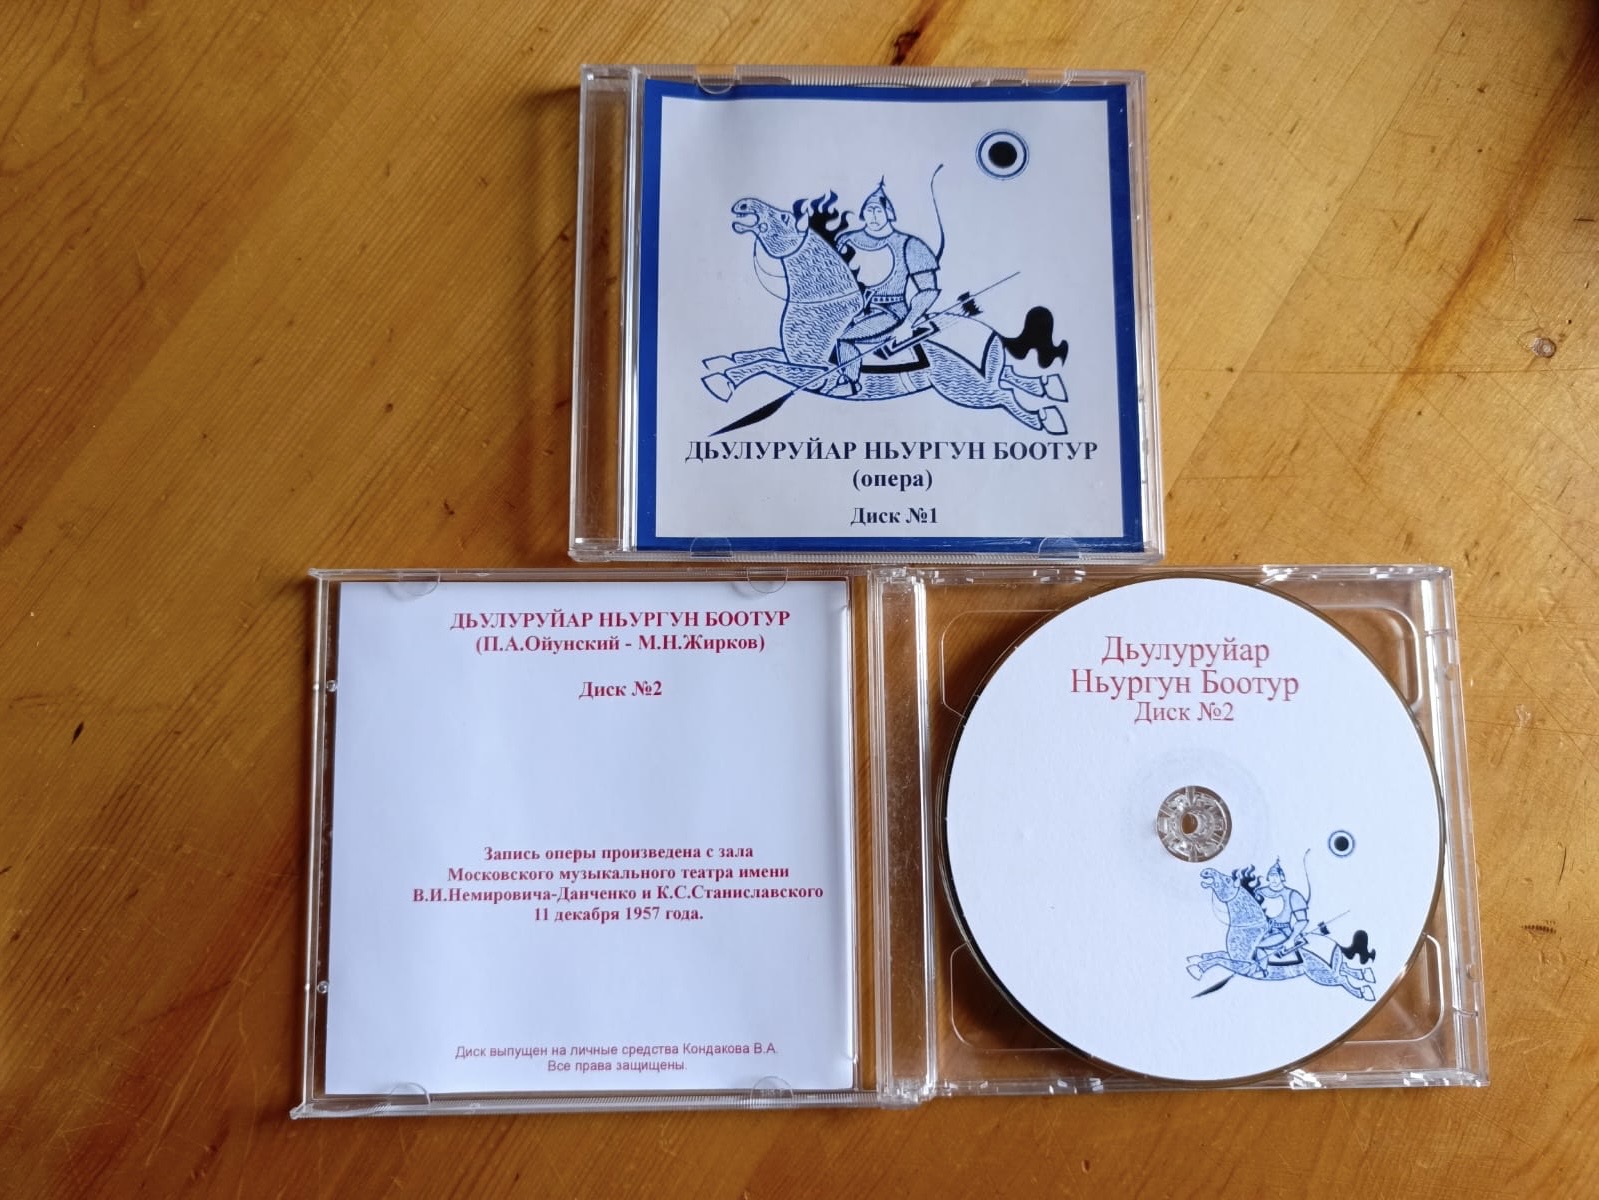 ДЬУЛУРУЙАР НЬУРГУН БООТУР
(опера)
Диск №1
ДЬУЛУРУЙАР НЬУРГУН БООТУР
(П.А.Ойунский - М.Н.Жирков)
Диск №2
Запись оперы произведена с зала
Московского музыкального театра имени
В.И.Немировича-Данченко и К.С.Станиславского
11 декабря 1957 года.
Диск выпущен на личные средства Кондакова В.А.
Все права защищены.
Дьулуруйар
Ньургун Боотур
Диск №2